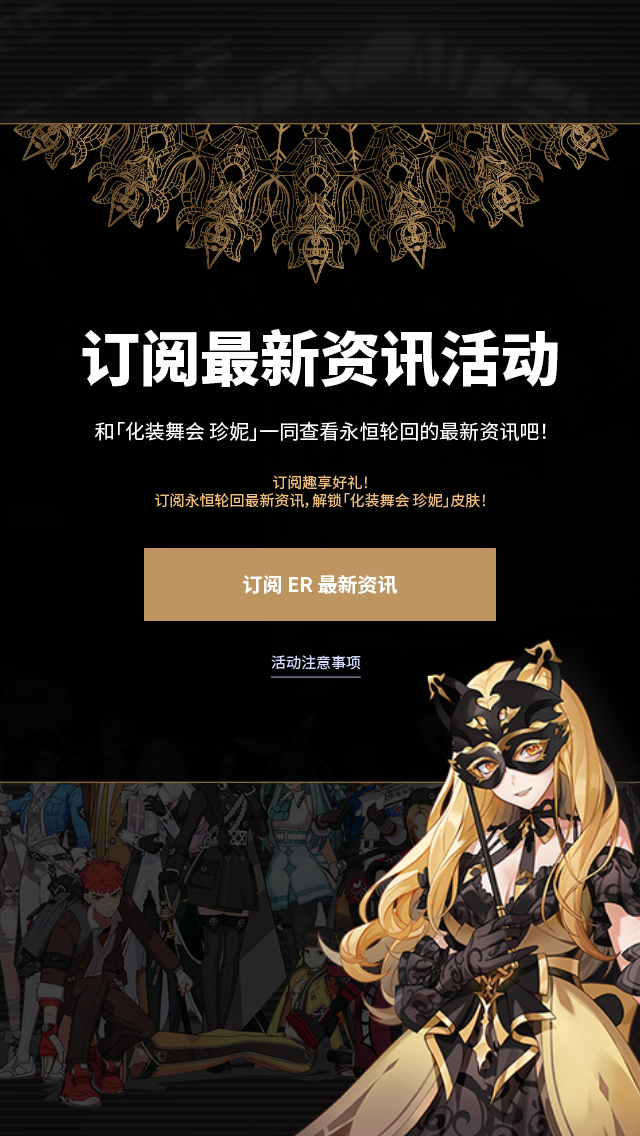 订阅最新资讯活动
和「化装舞会 珍妮」一同查看永恒轮回的最新资讯吧!
订阅趣享好礼!
订阅永恒轮回最新资讯, 解锁「化装舞会 珍妮」皮肤!
订阅 ER 最新资讯
活动注意事项